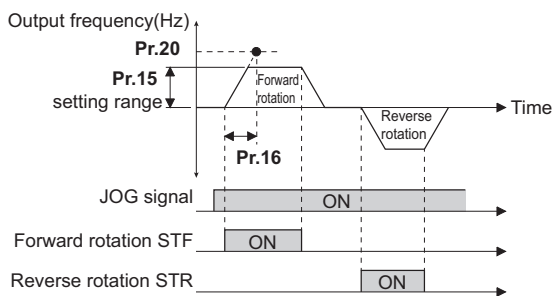 Output frequency(Hz)
Pr.20
Pr.15
setting range
Forward
rotation
Time
Reverse
rotation
Pr.16
JOG signal
ON
Forward rotation STF
ON
Reverse rotation STR
ON